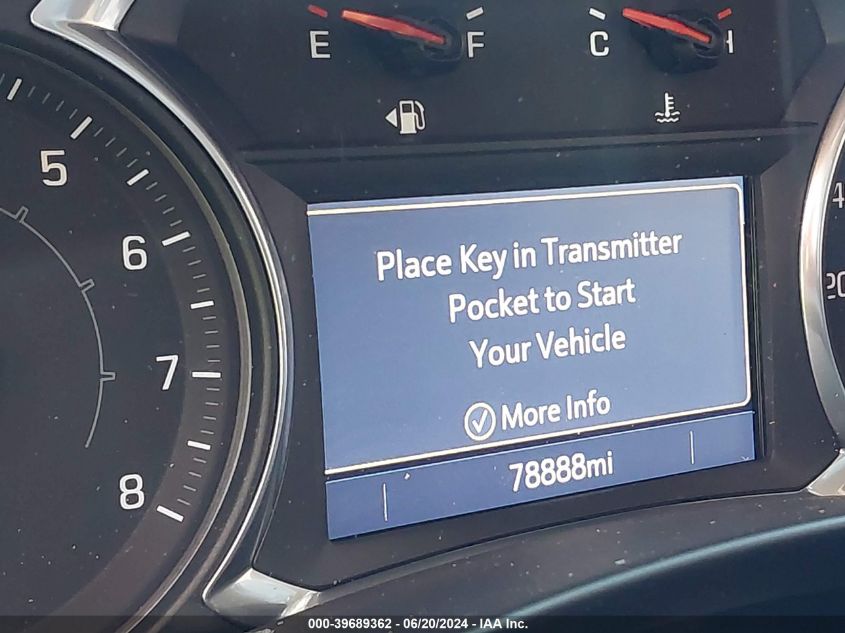 E F
C H
5
6
7
8
Place Key in Transmitter
Pocket to Start
Your Vehicle
More Info
78888mi
000-39689362 - 06/20/2024 - IAA Inc.